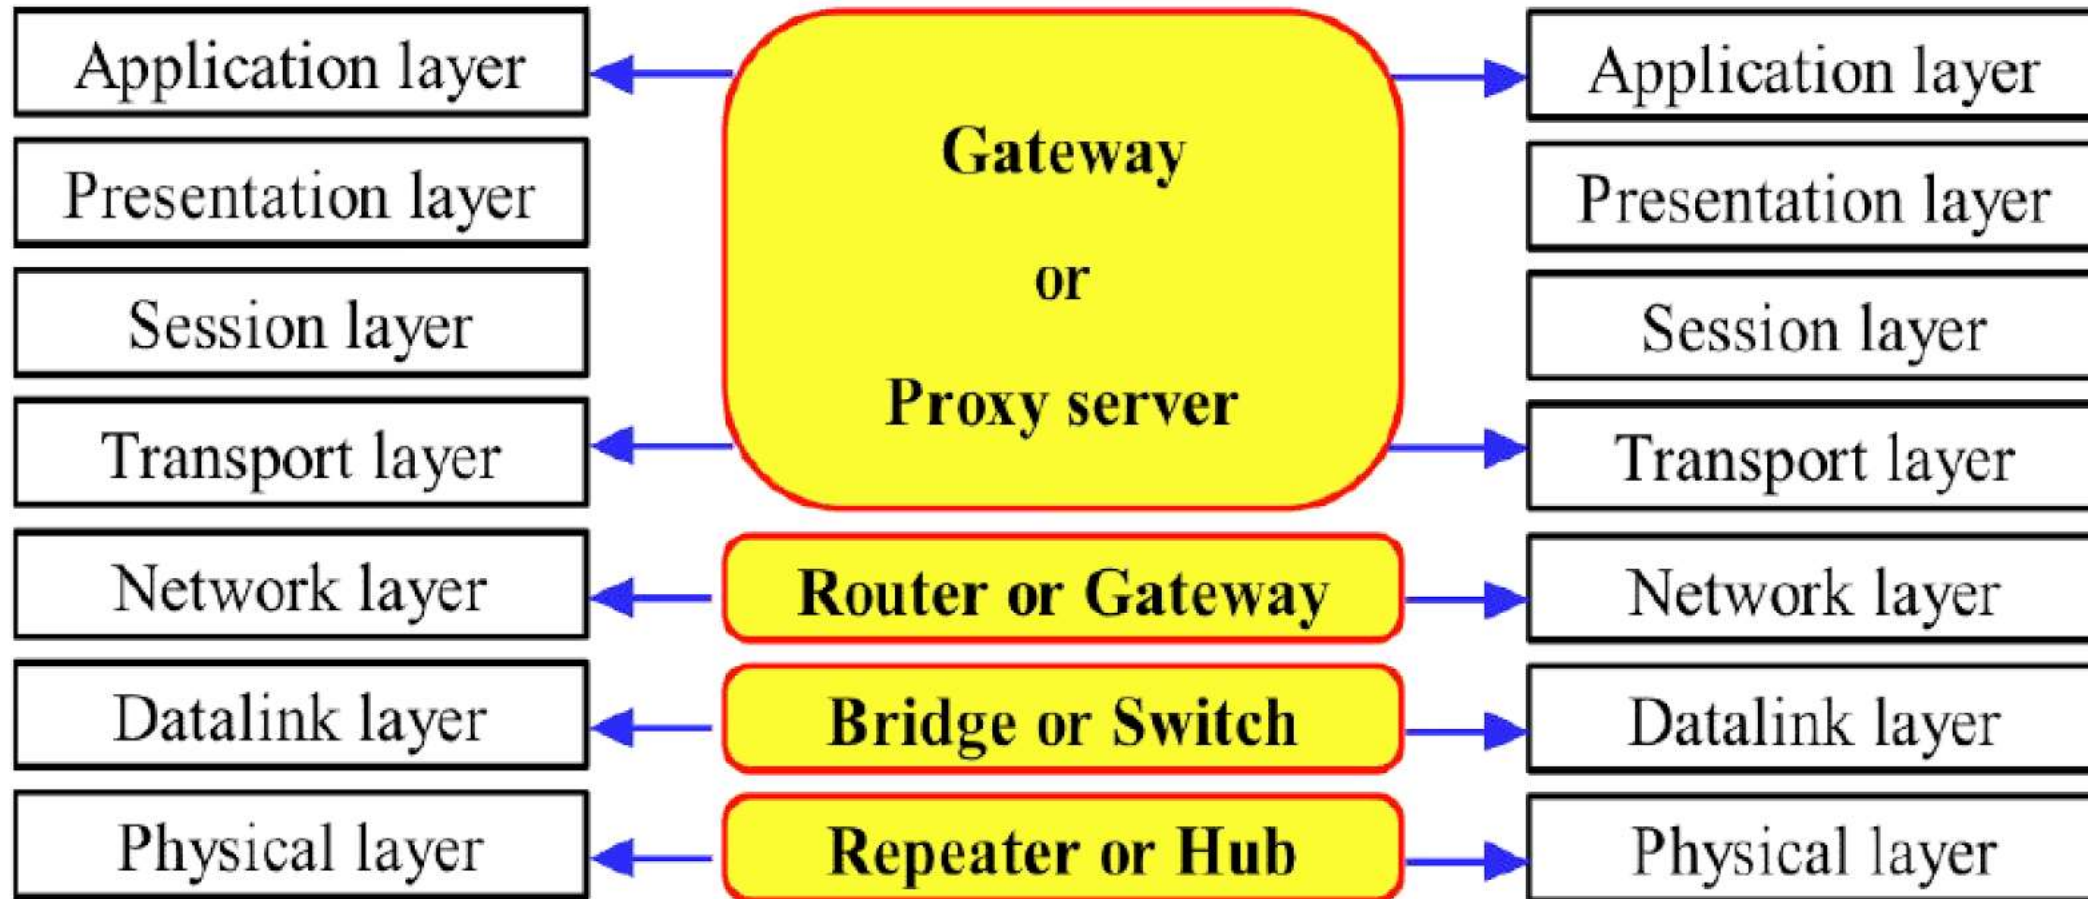 Application layer
Presentation layer
Session layer
Transport layer
Network layer
Datalink layer
Physical layer
Gateway
or
Proxy server
Router or Gateway
Bridge or Switch
Repeater or Hub
Application layer
Presentation layer
Session layer
Transport layer
Network layer
Datalink layer
Physical layer